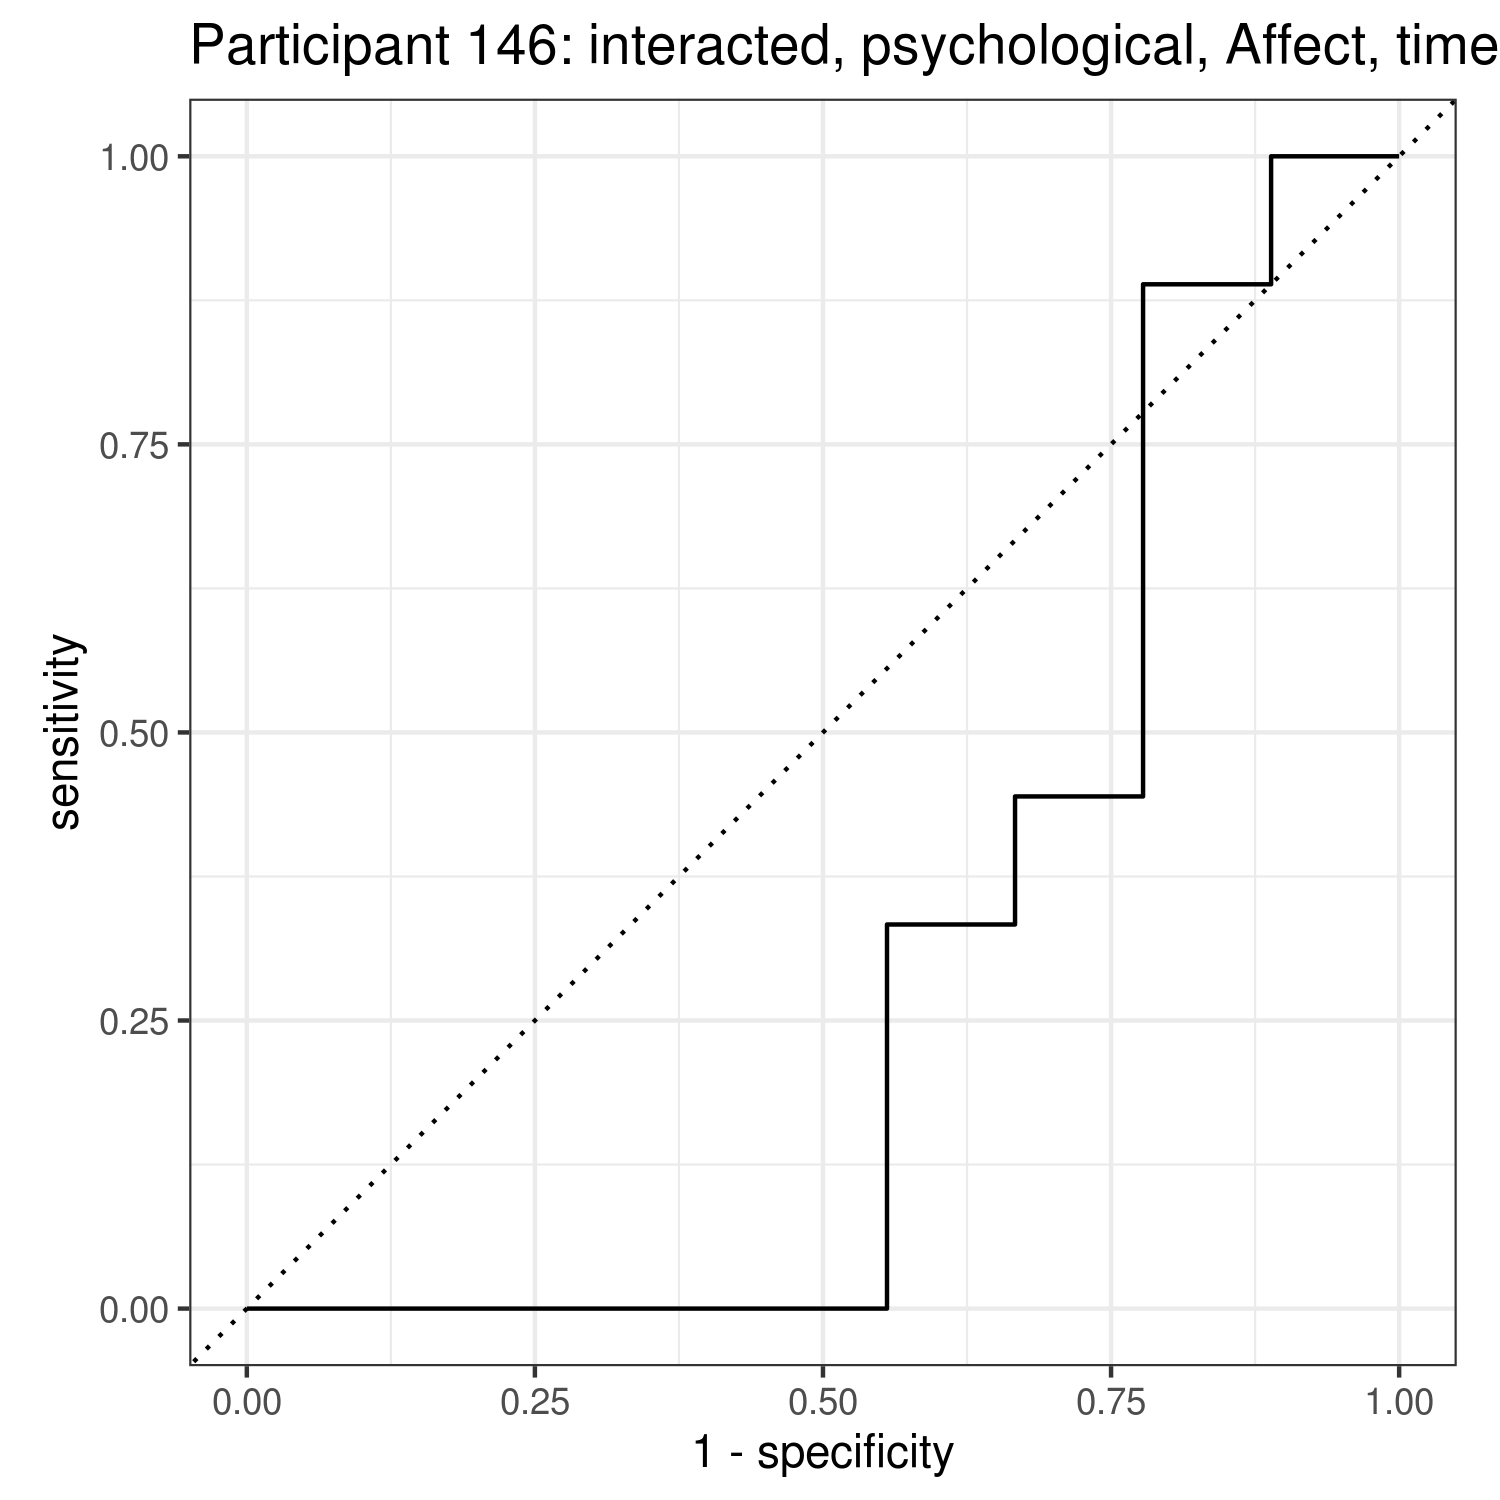 Participant 146: interacted, psychological, Affect, time
1.00
0.75
0.50
0.25
0.00
sensitivity
0.00 0.25 0.50 0.75 1.00
1 - specificity